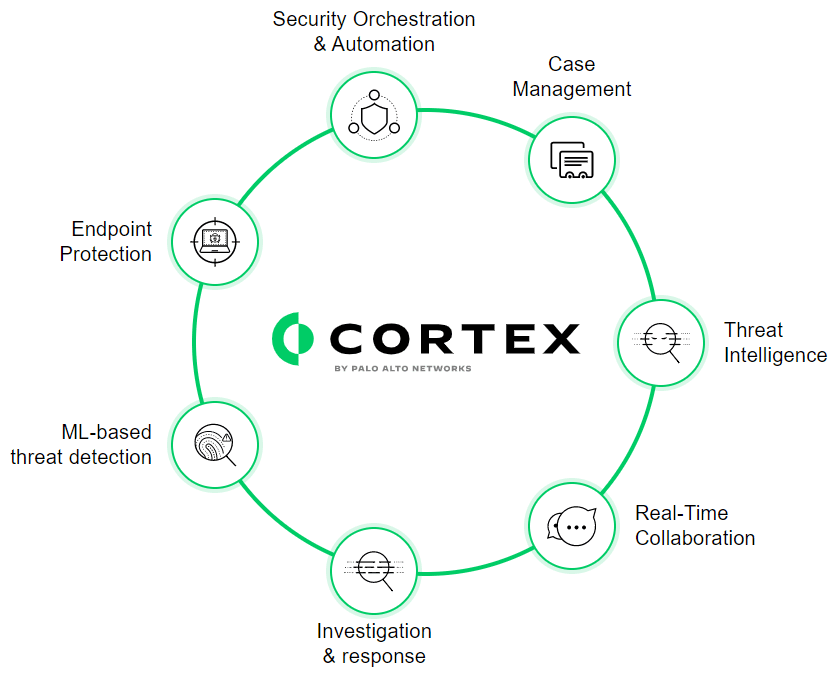 Security Orchestration
& Automation
Case
Management
Endpoint
Protection
CORTEX
BY PALO ALTO NETWORKS
Threat
Intelligence
ML-based
threat detection
Real-Time
Collaboration
Investigation
& response